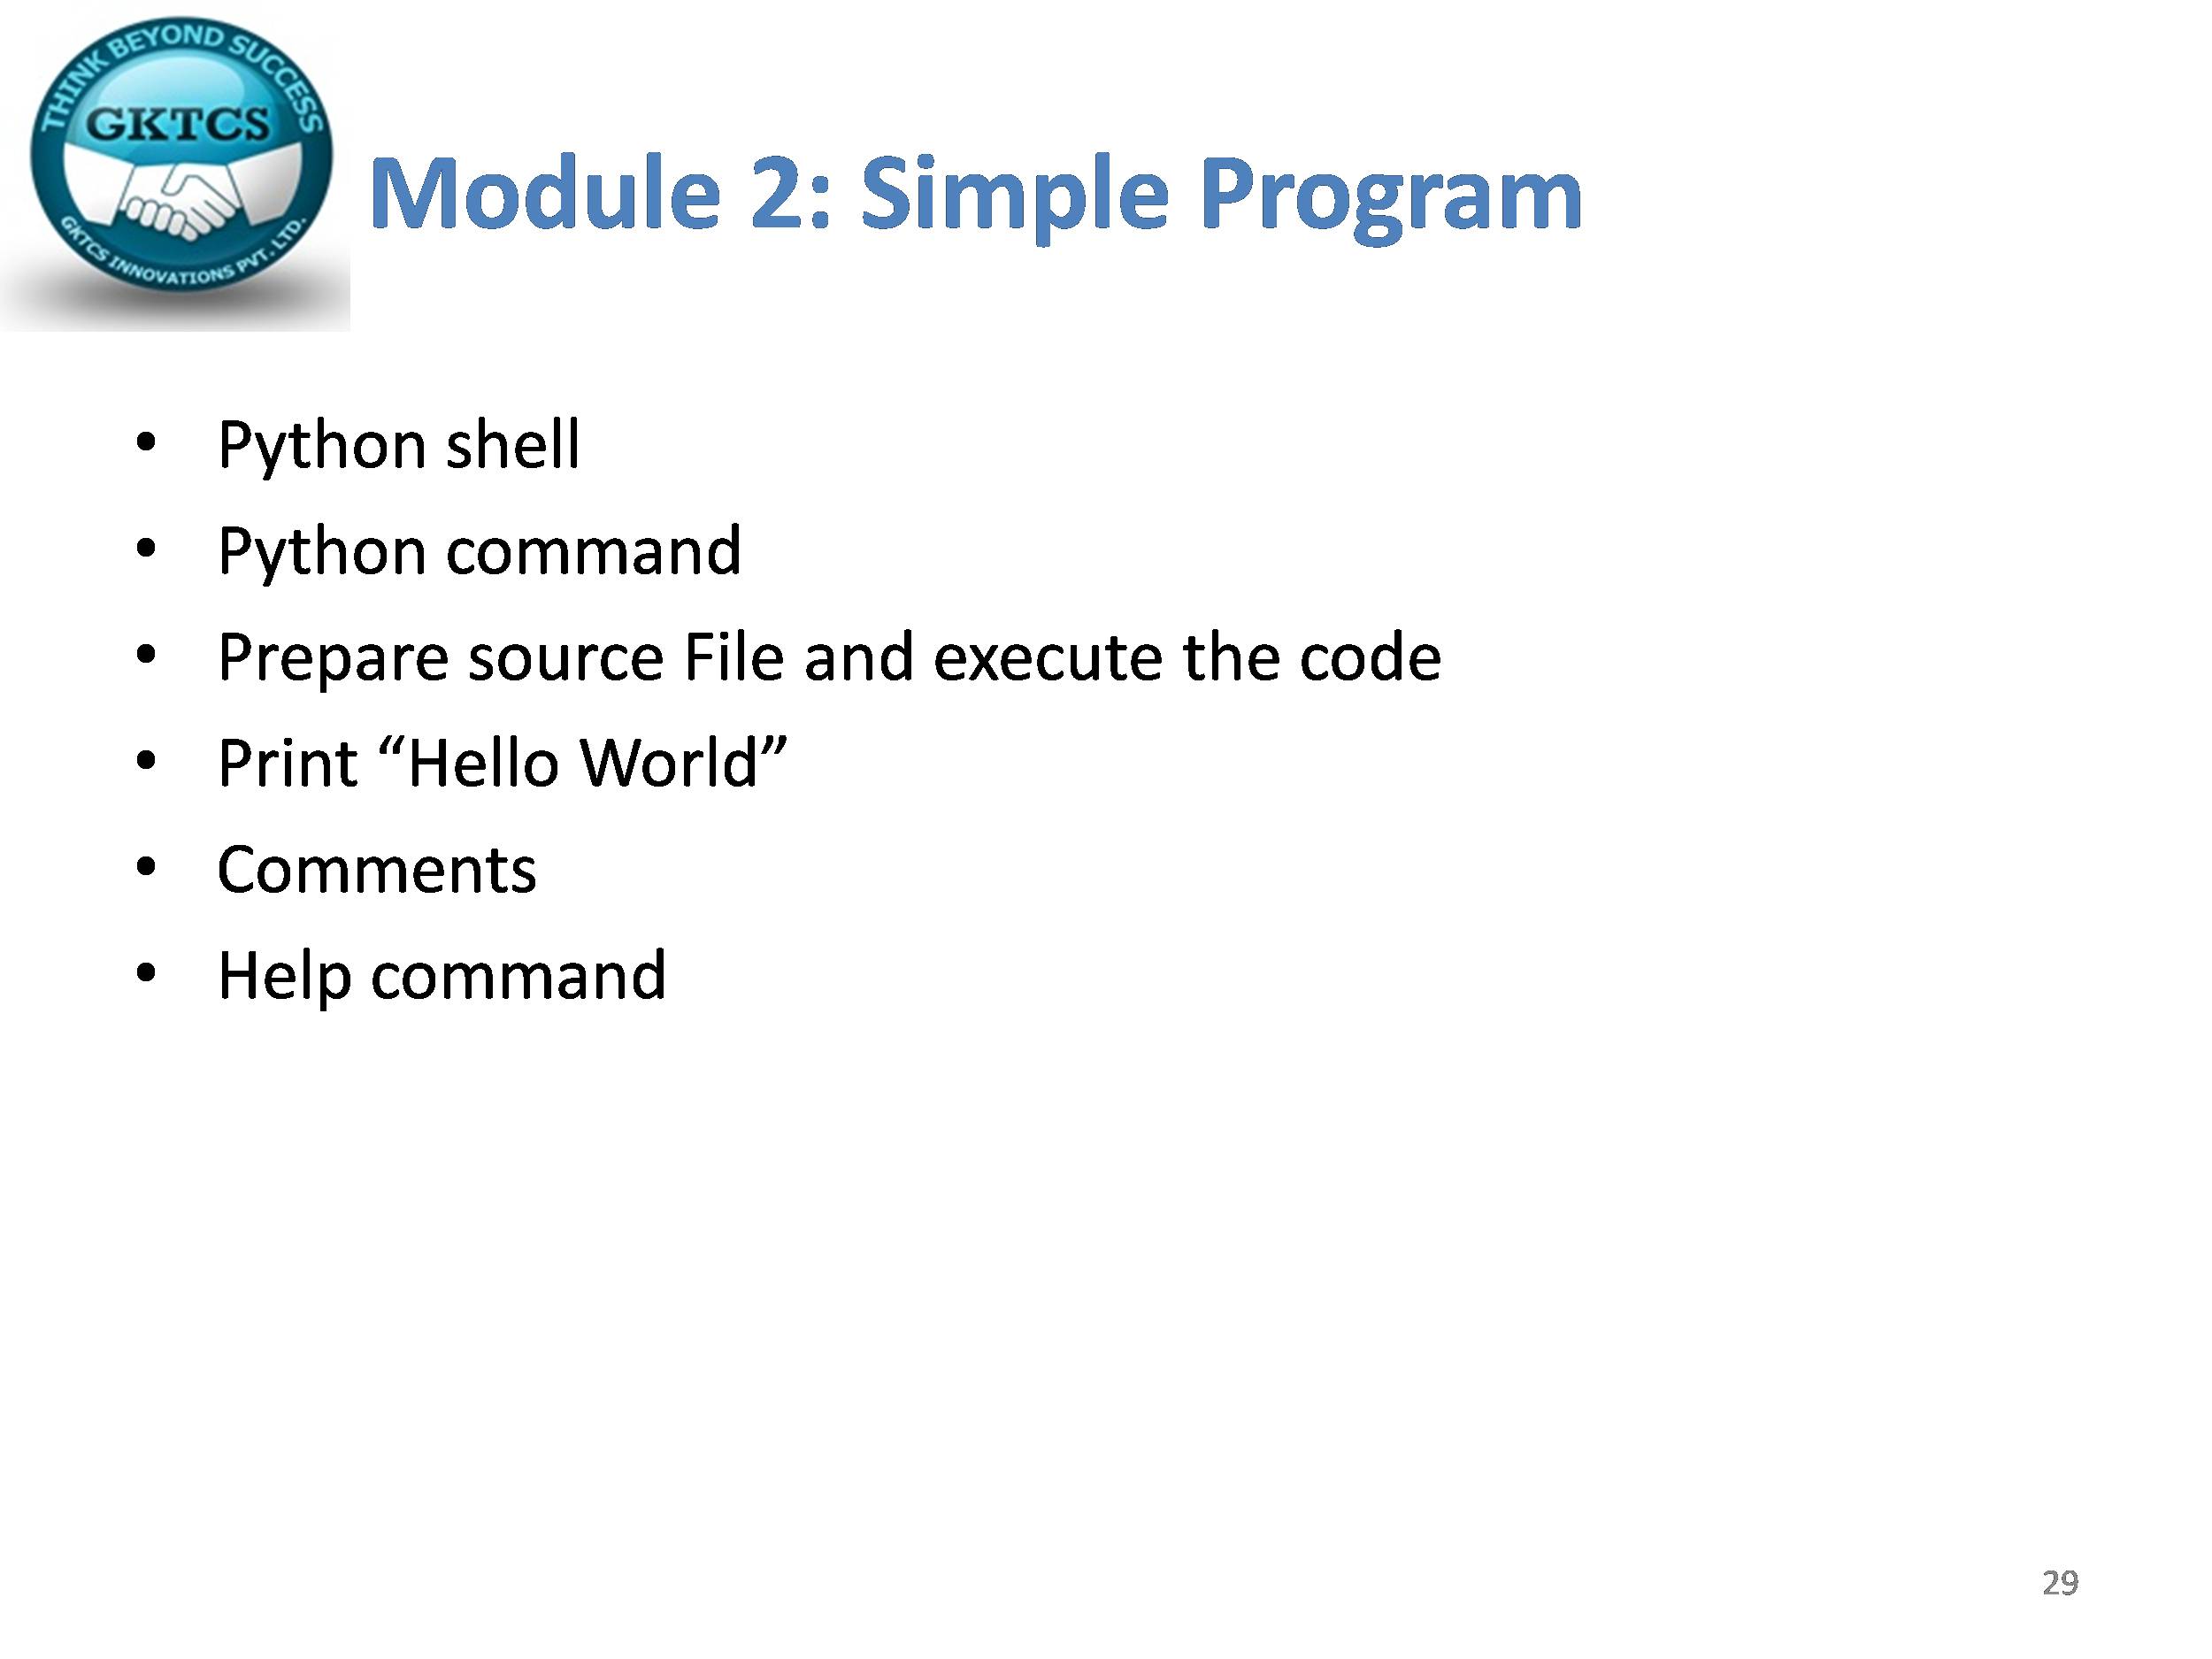 THINK BEYOND SUCCESS
GKTCS
GKTCS INNOVATIONS PVT. LTD.
Module 2: Simple Program
• Python shell
• Python command
• Prepare source File and execute the code
• Print “Hello World”
• Comments
• Help command
29